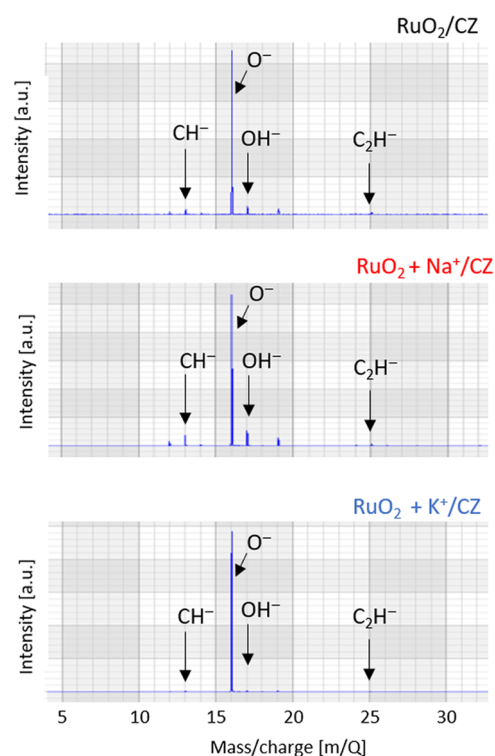 RuO₂/CZ
O⁻
CH⁻
OH⁻
C₂H⁻
Intensity [a.u.]
RuO₂ + Na⁺/CZ
O⁻
CH⁻
OH⁻
C₂H⁻
Intensity [a.u.]
RuO₂ + K⁺/CZ
O⁻
CH⁻
OH⁻
C₂H⁻
Intensity [a.u.]
5 10 15 20 25 30
Mass/charge [m/Q]